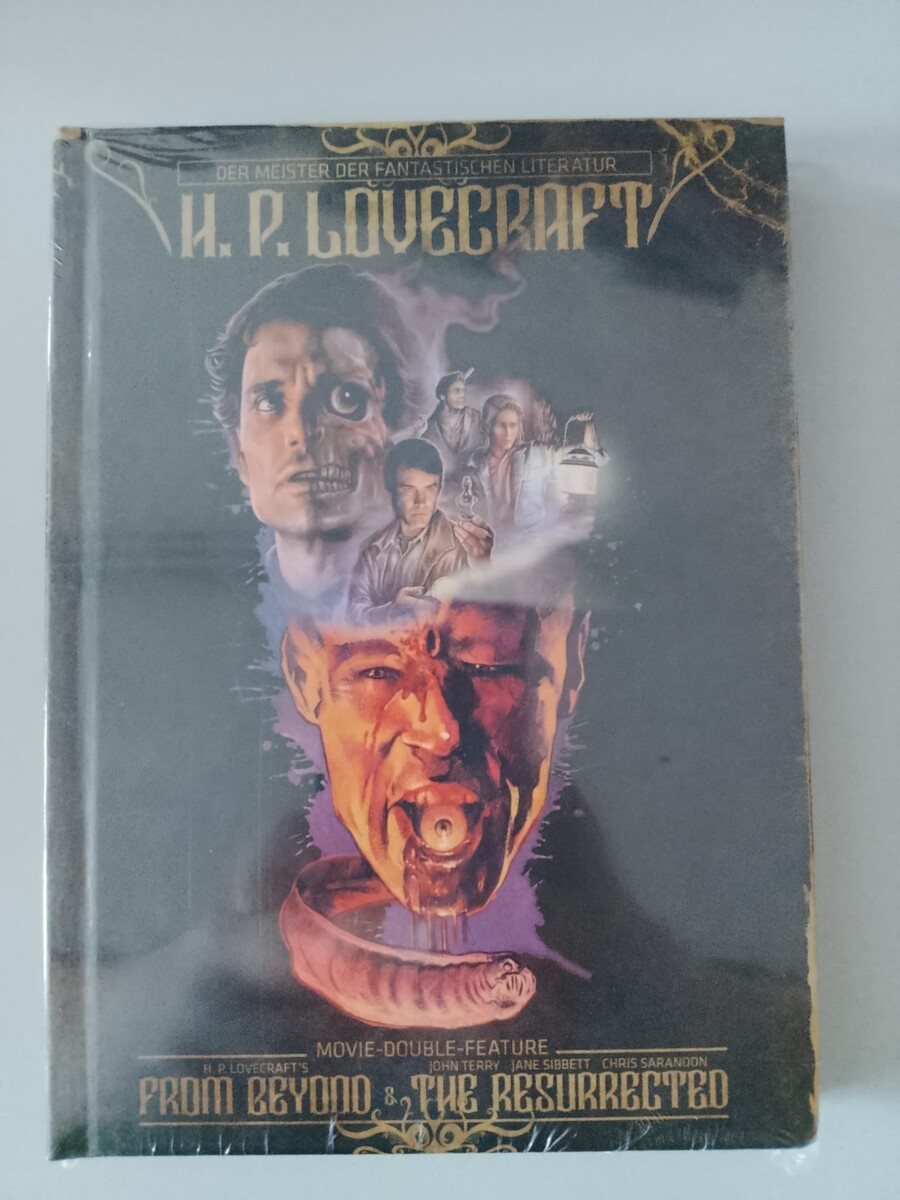 DER MEISTER DER FANTASTISCHEN LITERATUR
H. P. LOVECRAFT
MOVIE-DOUBLE-FEATURE
H. P. LOVECRAFT'S JOHN TERRY JANE SIBBETT CHRIS SARANDON
FROM BEYOND & THE RESURRECTED